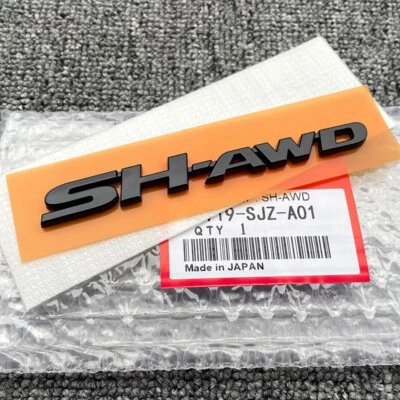 SH-AWD
SH-AWD
19-SJZ-A01
QTY 1
Made in JAPAN